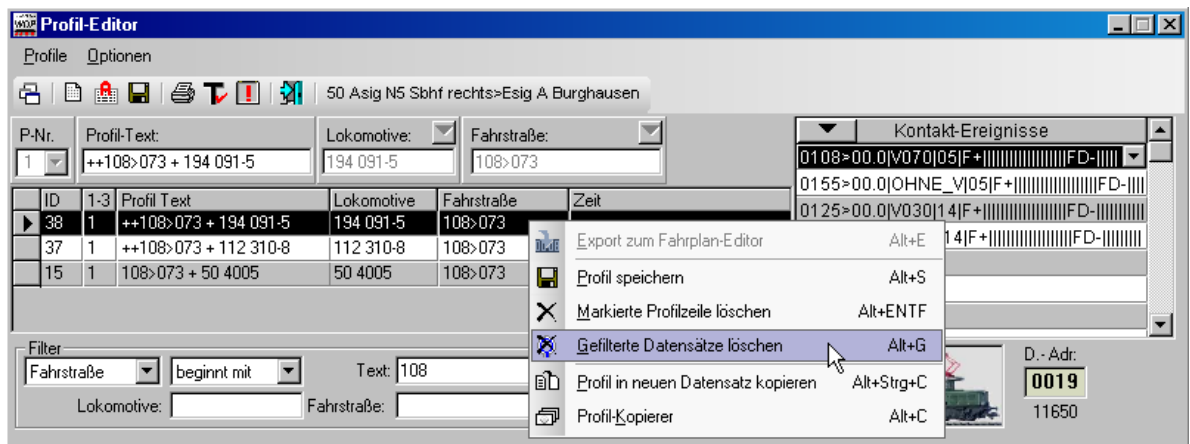 WDP Profil-Editor
Profile Optionen
50 Asig N5 Sbhf rechts>Esig A Burghausen
P-Nr. Profil-Text: Lokomotive: Fahrstraße: Kontakt-Ereignisse
1 ++108>073 + 194 091-5 194 091-5 108>073
0108>00.0|V070|05|F+||||||||||||||||||FD-|||||
0155>00.0|OHNE_V|05|F+||||||||||||||||||FD-||||
0125>00.0|V030|14|F+||||||||||||||||||FD-||||||||||
14|F+||||||||||||||||||FD-|||||||||
ID 1-3 Profil Text Lokomotive Fahrstraße Zeit
38 1 ++108>073 + 194 091-5 194 091-5 108>073
37 1 ++108>073 + 112 310-8 112 310-8 108>073
15 1 108>073 + 50 4005 50 4005 108>073
Export zum Fahrplan-Editor Alt+E
Profil speichern Alt+S
Markierte Profilzeile löschen Alt+ENTF
Gefilterte Datensätze löschen Alt+G
Profil in neuen Datensatz kopieren Alt+Strg+C
Profil-Kopierer Alt+C
Filter
Fahrstraße beginnt mit Text: 108
Lokomotive: Fahrstraße:
D.- Adr:
0019
11650